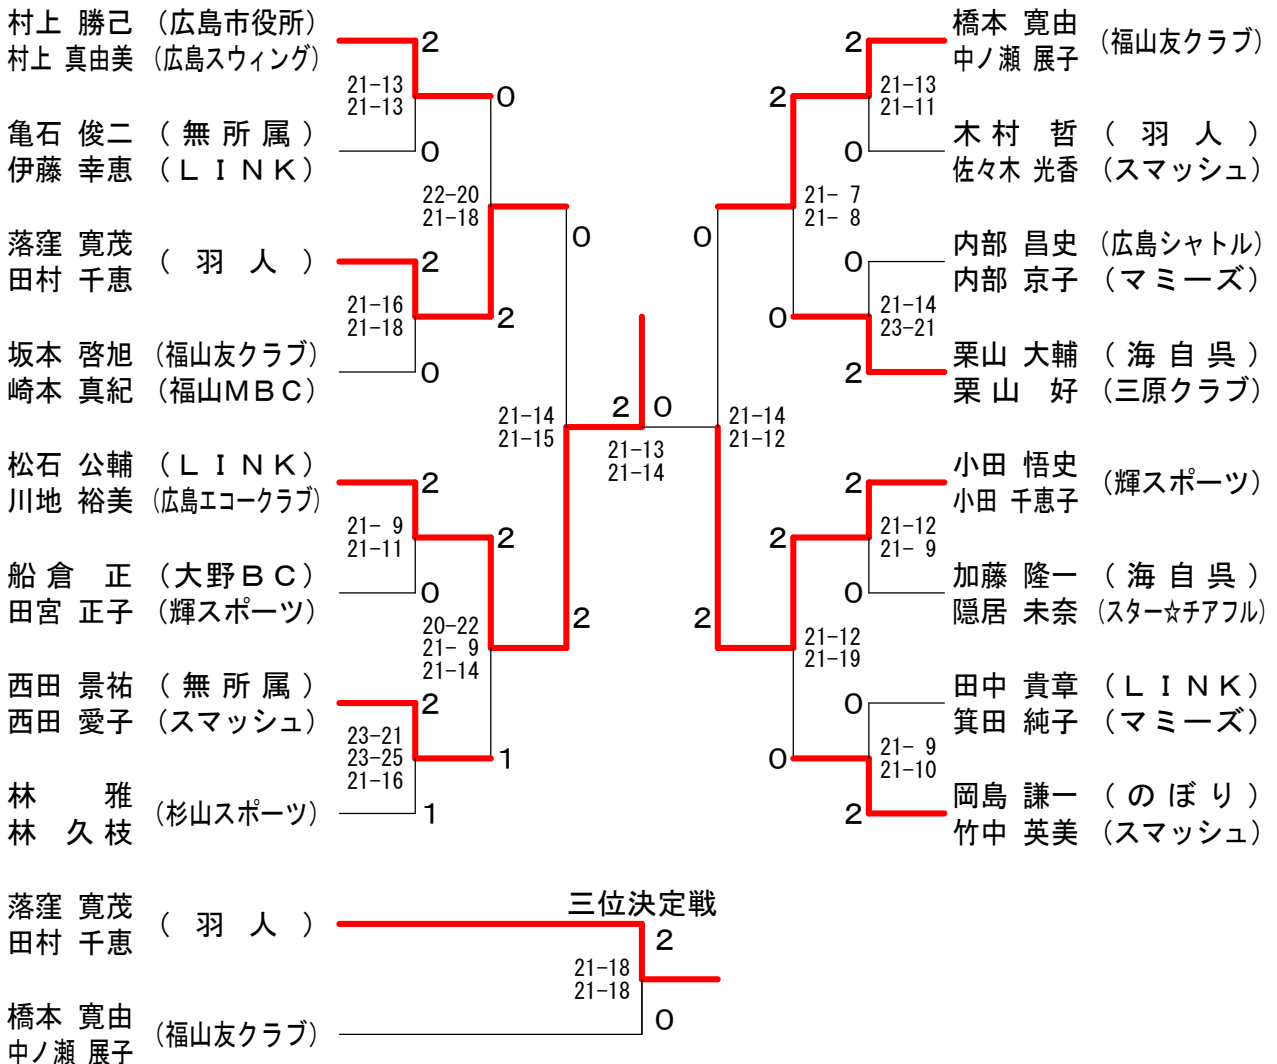 村上 勝己 （広島市役所）
村上 真由美 （広島スウィング）
亀石 俊二 （ 無 所 属 ）
伊藤 幸恵 （ＬＩＮＫ）
落窪 寛茂
田村 千恵
（ 羽 人 ）
坂本 啓旭 （福山友クラブ）
崎本 真紀 （福山ＭＢＣ）
松石 公輔 （ＬＩＮＫ）
川地 裕美 （広島エコークラブ）
船倉 正 （大野ＢＣ）
田宮 正子 （輝スポーツ）
西田 景祐 （ 無 所 属 ）
西田 愛子 （スマッシュ）
林 雅
林 久枝
（杉山スポーツ）
2
21-13
21-13
0
0
2
21-16
21-18
0
2
22-20
21-18
0
2
21- 9
21-11
0
2
20-22
21- 9
21-14
2
23-21
23-25
21-16
1
1
21-14
21-15
2
2 0
21-13
21-14
橋本 寛由
中ノ瀬 展子
（福山友クラブ）
木村 哲 （ 羽 人 ）
佐々木 光香 （スマッシュ）
内部 昌史 （広島シャトル）
内部 京子 （マミーズ）
栗山 大輔 （ 海 自 呉 ）
栗山 好 （三原クラブ）
小田 悟史
小田 千恵子
（輝スポーツ）
加藤 隆一 （ 海 自 呉 ）
隠居 未奈 （スター☆チアフル）
田中 貴章 （ＬＩＮＫ）
箕田 純子 （マミーズ）
岡島 謙一 （ の ぼ り ）
竹中 英美 （スマッシュ）
2
21-13
21-11
0
2
21- 7
21- 8
0
0
21-14
23-21
2
0
21-14
21-12
2
2
21-12
21- 9
0
2
21-12
21-19
0
0
21- 9
21-10
2
三位決定戦
落窪 寛茂
田村 千恵
（ 羽 人 ）
2
21-18
21-18
0
橋本 寛由
中ノ瀬 展子
（福山友クラブ）